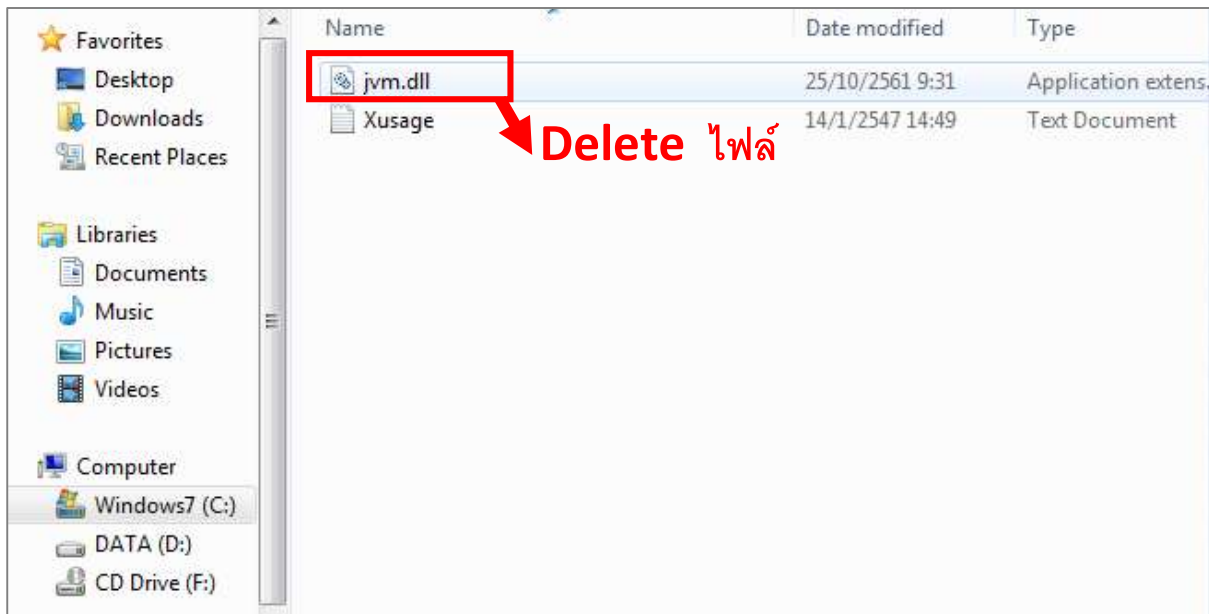 Favorites
Desktop
Downloads
Recent Places
Libraries
Documents
Music
Pictures
Videos
Computer
Windows7 (C:)
DATA (D:)
CD Drive (F:)
Name Date modified Type
jvm.dll 25/10/2561 9:31 Application extens.
Xusage 14/1/2547 14:49 Text Document
Delete ไฟล์